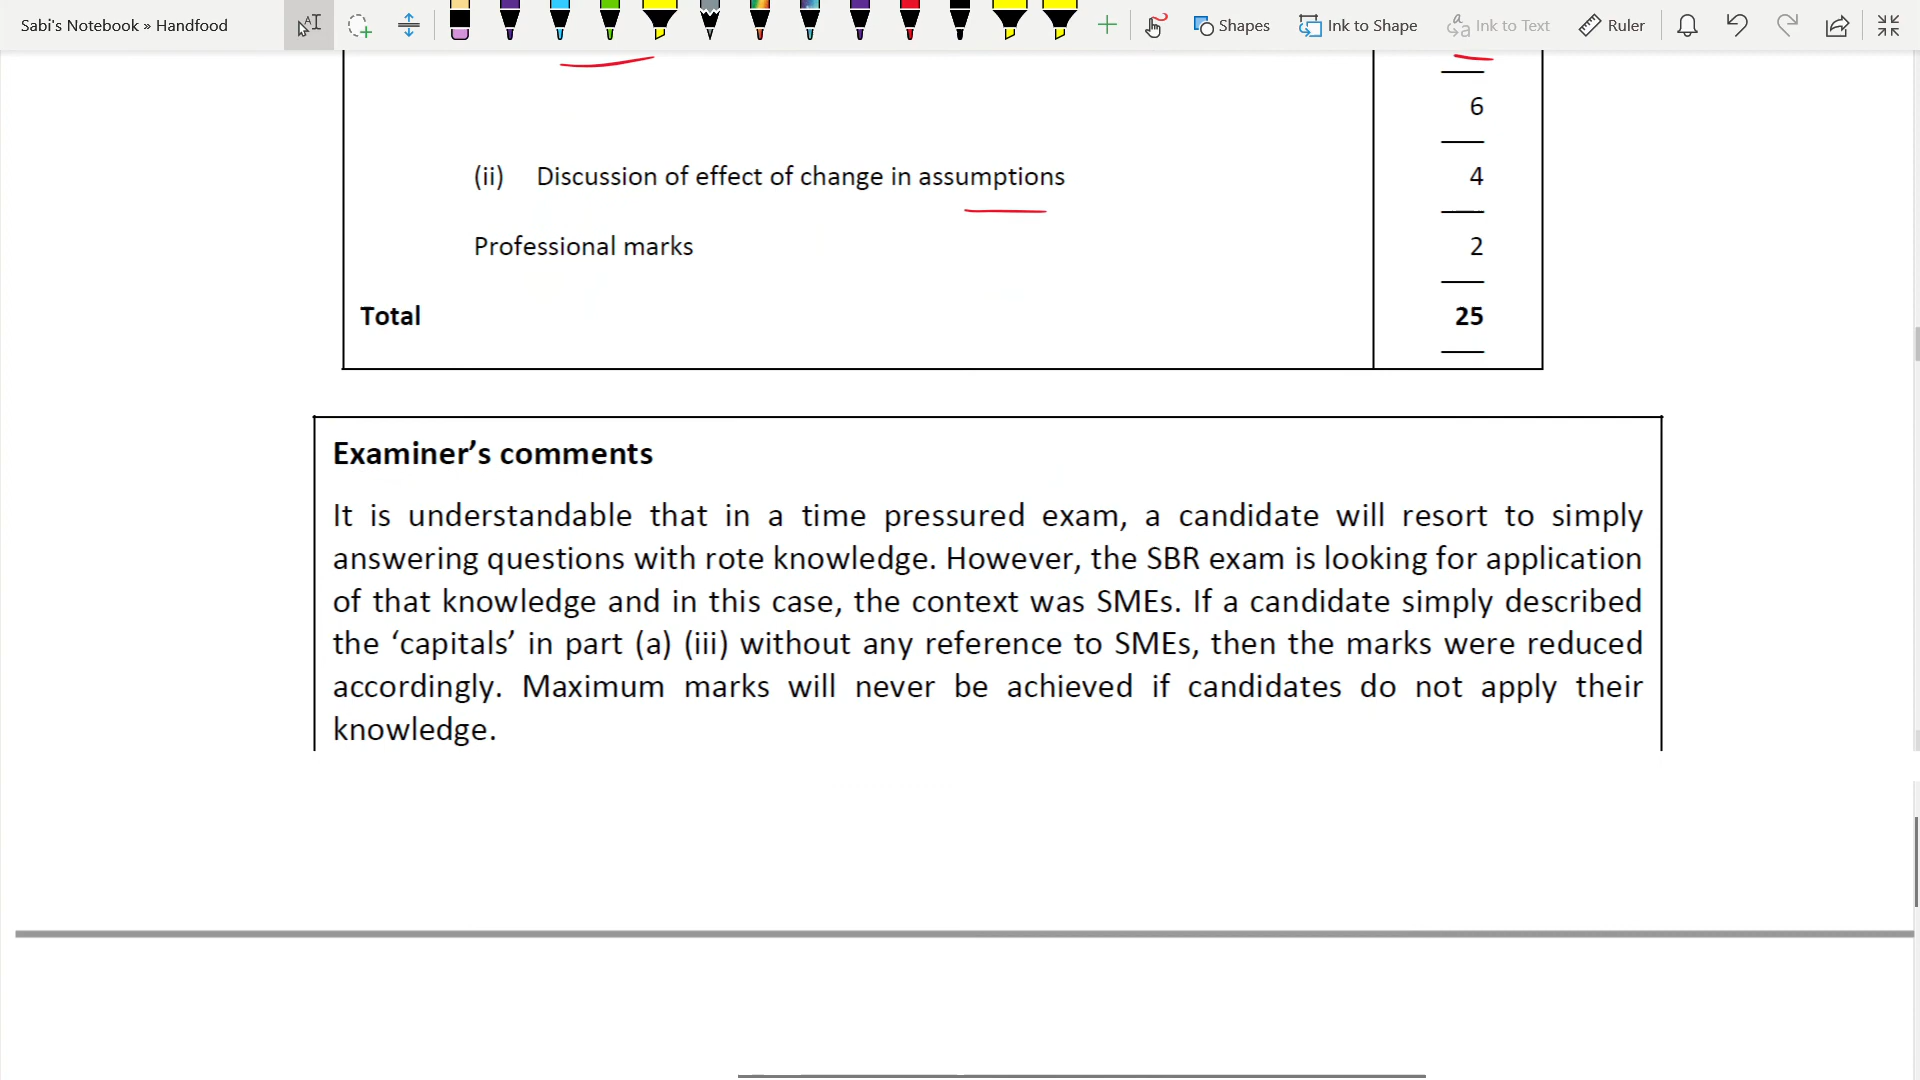 Sabi's Notebook » Handfood
Shapes
Ink to Shape
Ink to Text
Ruler
6
(ii) Discussion of effect of change in assumptions 4
Professional marks 2
Total 25
Examiner’s comments
It is understandable that in a time pressured exam, a candidate will resort to simply
answering questions with rote knowledge. However, the SBR exam is looking for application
of that knowledge and in this case, the context was SMEs. If a candidate simply described
the ‘capitals’ in part (a) (iii) without any reference to SMEs, then the marks were reduced
accordingly. Maximum marks will never be achieved if candidates do not apply their
knowledge.